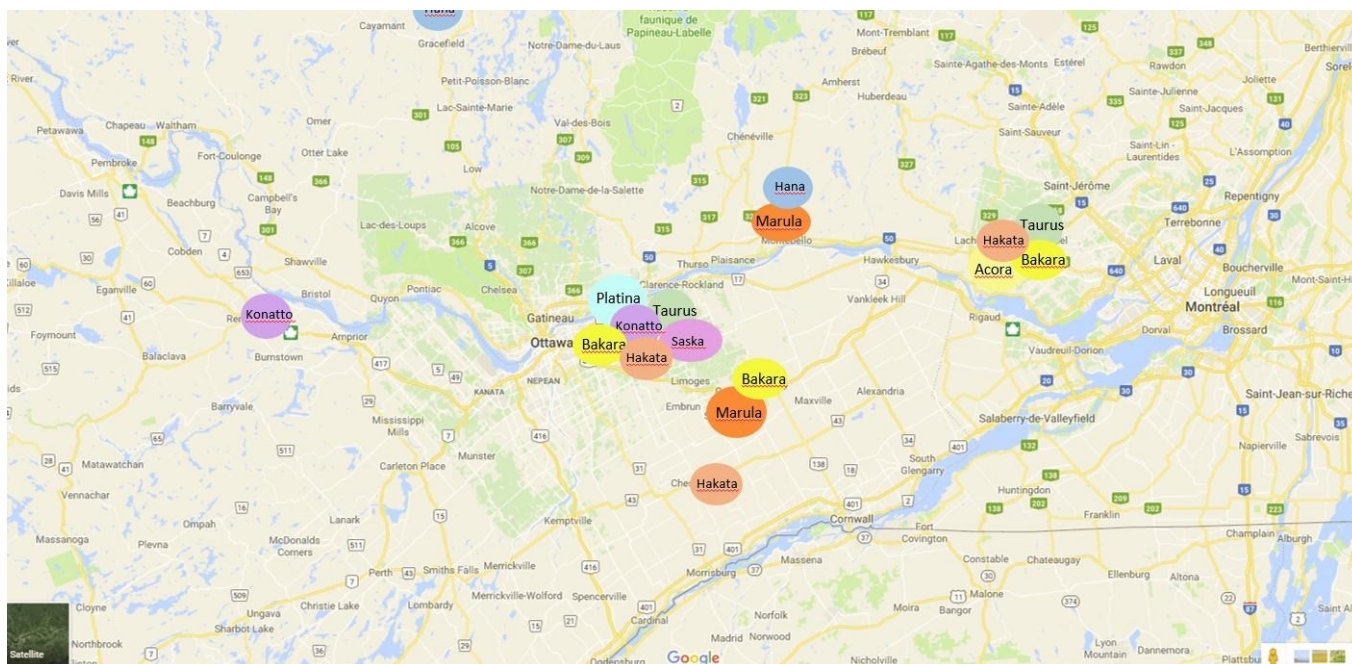 Hana
Cayamant
Gracefield
Notre-Dame-du-Laus
faunique de
Papineau-Labelle
Mont-Tremblant
Brébeuf
Sainte-Agathe-des-Monts
Estérel
Rawdon
Berthierville
Sainte-Julienne
Joliette
Petit-Poisson-Blanc
Lac-Sainte-Marie
Amherst
Huberdeau
Sainte-Adèle
Saint-Jacques
Petawawa
Chapeau
Waltham
Omer
Val-des-Bois
Chénéville
Saint-Sauveur
Saint-Lin -
Laurentides
L'Assomption
Pembroke
Fort-Coulonge
Otter Lake
Low
Davis Mills
Beachburg
Campbell's
Bay
Notre-Dame-de-la-Salette
Hana
Saint-Jérôme
Repentigny
Marula
Montebello
Taurus
Terrebonne
Cobden
Lac-des-Loups
Alcove
Hakata
Lach
Bakara
Laval
Boucherville
Shawville
Thurso
Plaisance
Hawkesbury
Acora
Longueuil
Montréal
Mont-Sain
Killaloe
Eganville
Bristol
Quyon
Pontiac
Chelsea
Clarence-Rockland
Vankleek Hill
Rigaud
Dorval
Brossard
Foymount
Konatto
Arnprior
Gatineau
Platina
Taurus
Konatto
Saska
Balaclava
Burnstown
Ottawa
Bakara
Hakata
Vaudreuil-Dorion
KANATA
NEPEAN
Limoges
Bakara
Alexandria
Saint-Jean-sur-Riche
Barryvale
Mississippi
Mills
Embrun
Marula
Maxville
Salaberry-de-Valleyfield
Napierville
Sabrevois
Matawatchan
Carleton Place
Munster
South
Glengarry
Vennachar
Hakata
Huntingdon
Ompah
Lanark
Kemptville
Cornwall
Fort
Covington
Franklin
Champlain
Alburgh
Massanoga
Plevna
McDonalds
Corners
Perth
Smiths Falls
Merrickville
Morrisburg
Massena
Constable
Chateaugay
Malone
Ellenburg
Altona
Cloyne
Ungava
Christie Lake
Lombardy
Merrickville-Wolford
Spencerville
Cardinal
Norfolk
Moira
Bangor
Sharbot Lake
Satellite
Northbrook
Ogdensburg
Google
Madrid
Norwood
Nicholville
Lyon
Mountain
Dannemora
Plattsbu